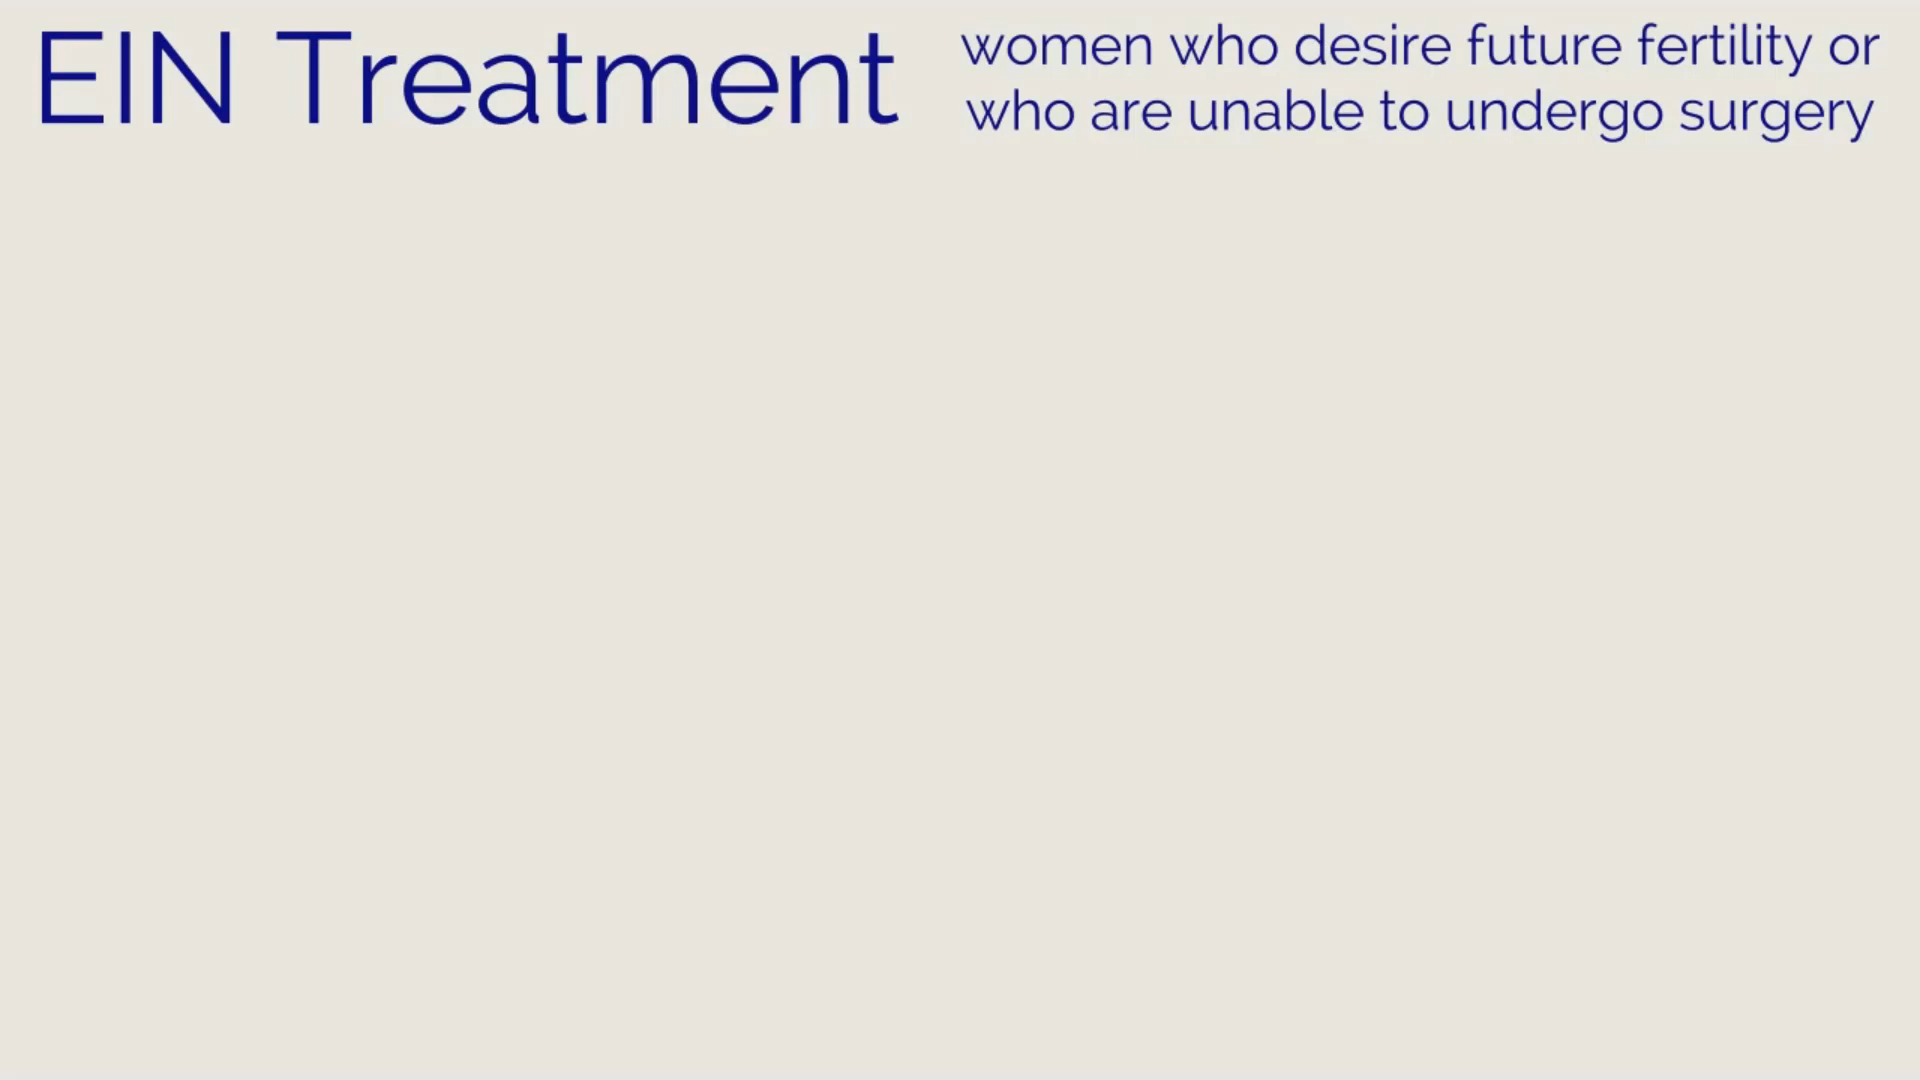 EIN Treatment
women who desire future fertility or
who are unable to undergo surgery